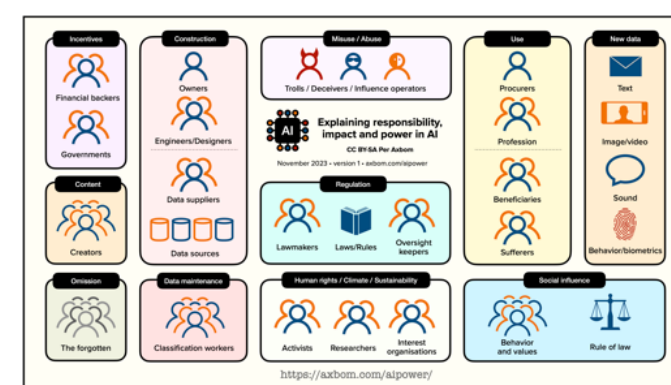 Incentives
Financial backers
Governments
Construction
Owners
Engineers/Designers
Data suppliers
Data sources
Misuse / Abuse
Trolls / Deceivers / Influence operators
AI
Explaining responsibility,
impact and power in AI
CC BY-SA Per Axbom
November 2023 • version 1 • axbom.com/aipower
Use
Procurers
Profession
Beneficiaries
Sufferers
New data
Text
Image/video
Sound
Behavior/biometrics
Content
Creators
Regulation
Lawmakers
Laws/Rules
Oversight
keepers
Omission
The forgotten
Data maintenance
Classification workers
Human rights / Climate / Sustainability
Activists
Researchers
Interest
organisations
Social influence
Behavior
and values
Rule of law
https://axbom.com/aipower/